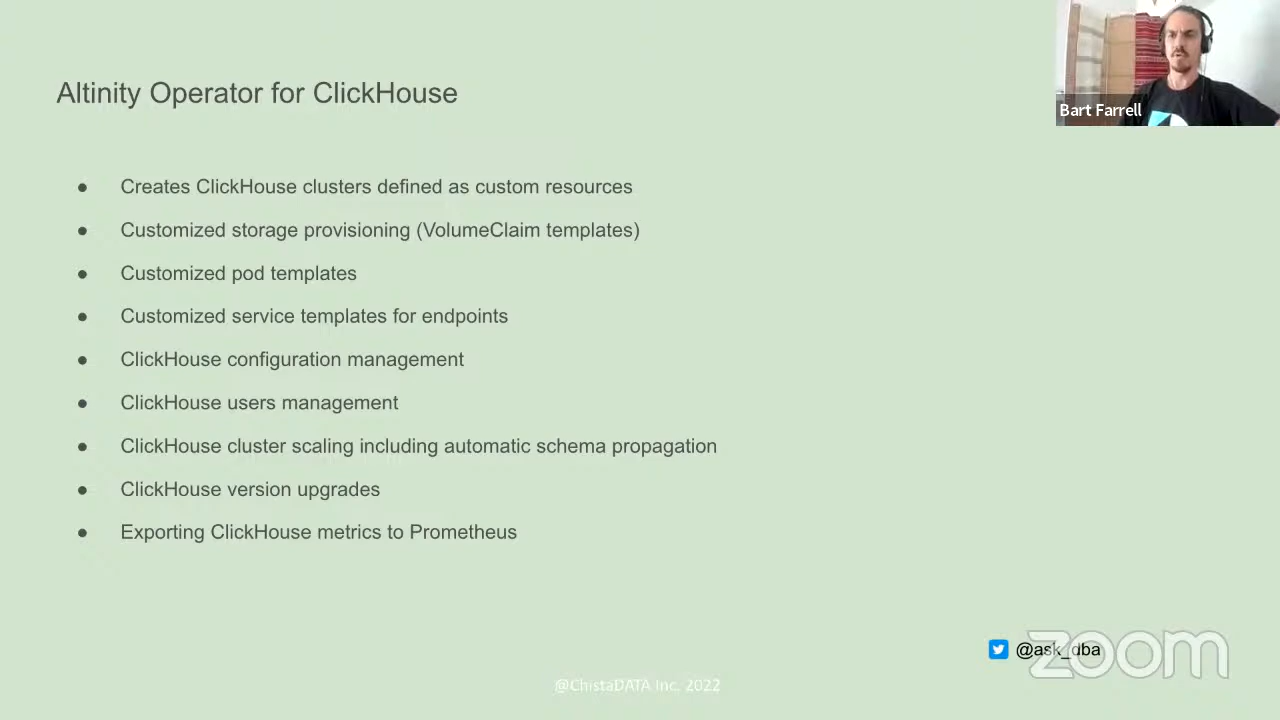 Altinity Operator for ClickHouse
Bart Farrell
● Creates ClickHouse clusters defined as custom resources
● Customized storage provisioning (VolumeClaim templates)
● Customized pod templates
● Customized service templates for endpoints
● ClickHouse configuration management
● ClickHouse users management
● ClickHouse cluster scaling including automatic schema propagation
● ClickHouse version upgrades
● Exporting ClickHouse metrics to Prometheus
@ask_dba
zoom
@ChistaDATA Inc. 2022